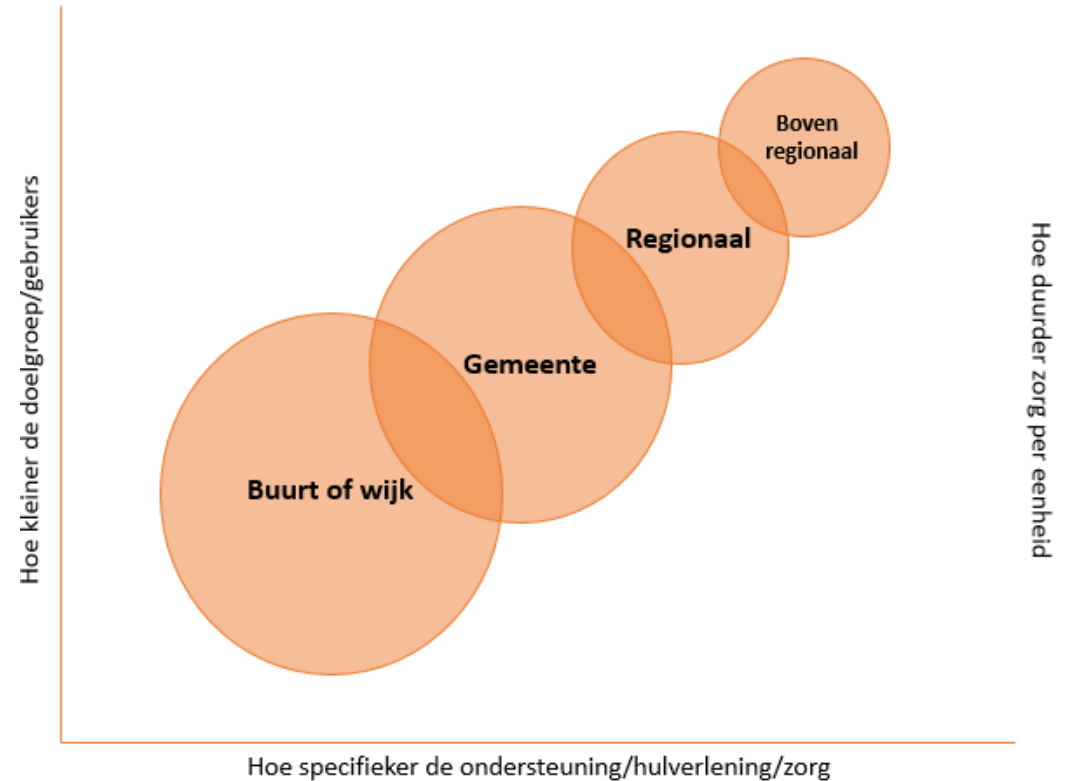 Boven
regionaal
Regionaal
Gemeente
Buurt of wijk
Hoe kleiner de doelgroep/gebruikers
Hoe duurder zorg per eenheid
Hoe specifieker de ondersteuning/hulverlening/zorg